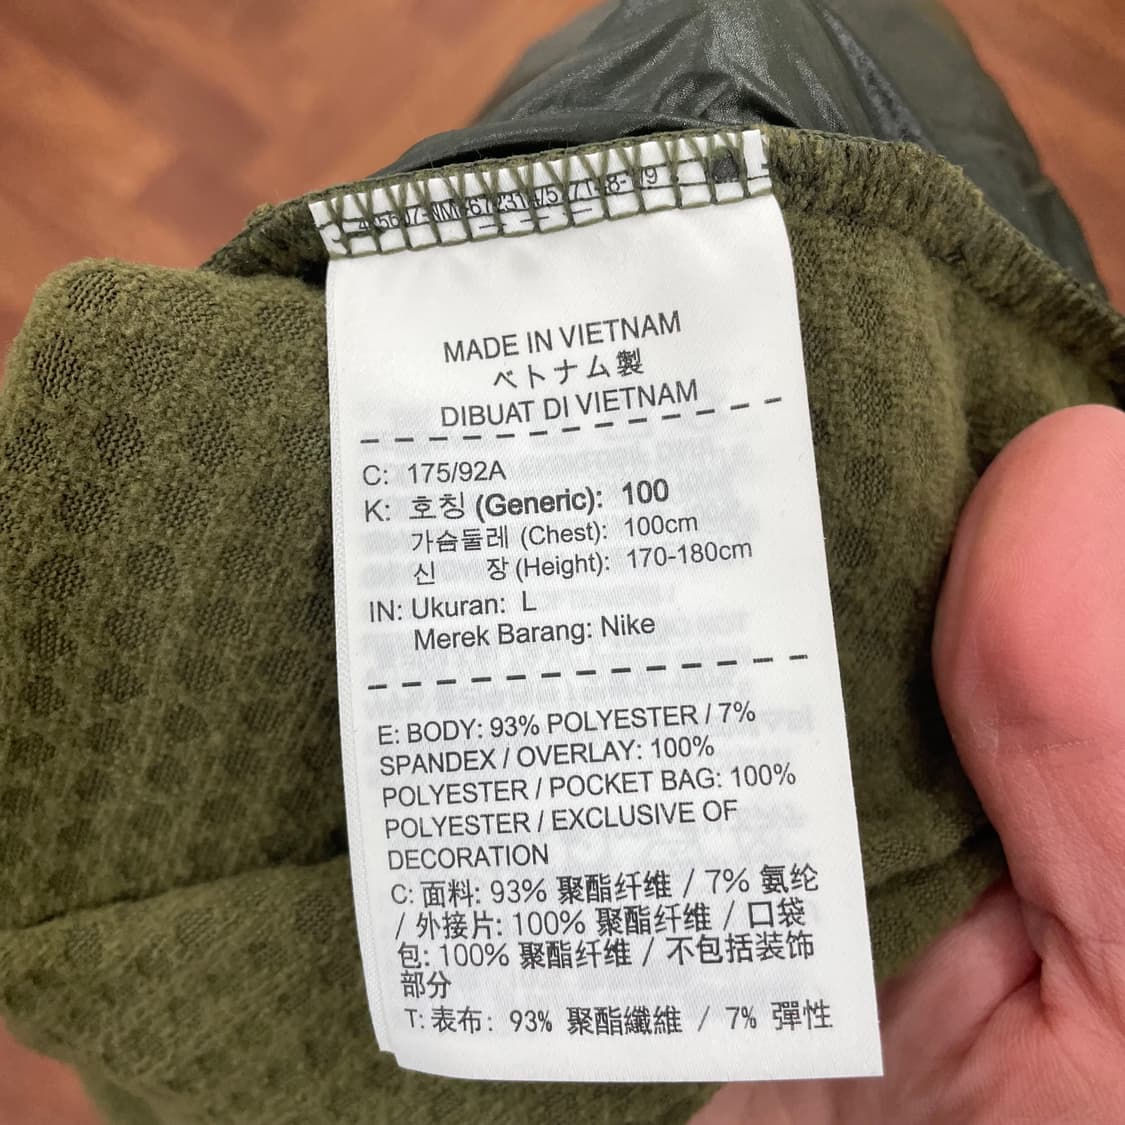 MADE IN VIETNAM
ベトナム製
DIBUAT DI VIETNAM
C: 175/92A
K: 호칭 (Generic): 100
가슴둘레 (Chest): 100cm
신 장 (Height): 170-180cm
IN: Ukuran: L
Merek Barang: Nike
E: BODY: 93% POLYESTER / 7%
SPANDEX / OVERLAY: 100%
POLYESTER / POCKET BAG: 100%
POLYESTER / EXCLUSIVE OF
DECORATION
C: 面料: 93% 聚酯纤维 / 7% 氨纶
/ 外接片: 100% 聚酯纤维 / 口袋
包: 100% 聚酯纤维 / 不包括装饰
部分
T: 表布: 93% 聚酯纖維 / 7% 彈性